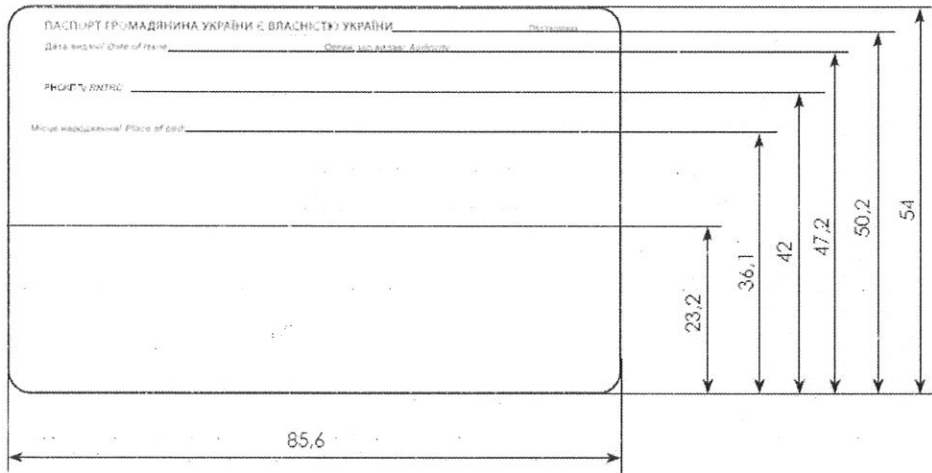 ПАСПОРТ ГРОМАДЯНИНА УКРАЇНИ Є ВЛАСНІСТЮ УКРАЇНИ
Дата видачі/ Date of Issue Орган, що видав/ Authority
РНОКПП/ RNTRC
Місце народження/ Place of birth
23,2
36,1
42
47,2
50,2
54
85,6